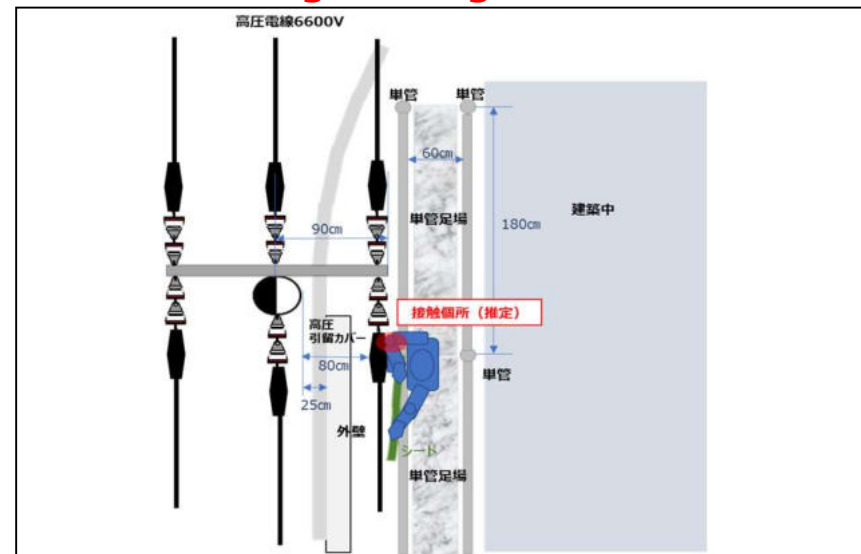 高圧電線6600V
単管
単管
60㎝
単管足場
180㎝
建築中
90㎝
接触個所（推定）
高圧
引留カバー
80㎝
単管
25㎝
外壁
シート
単管足場